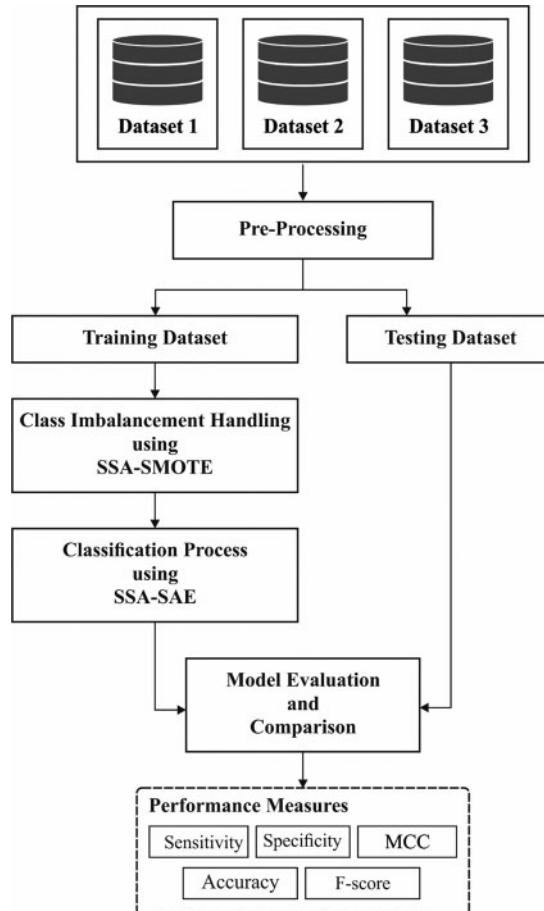 Dataset 1
Dataset 2
Dataset 3
Pre-Processing
Training Dataset
Testing Dataset
Class Imbalancement Handling
using
SSA-SMOTE
Classification Process
using
SSA-SAE
Model Evaluation
and
Comparison
Performance Measures
Sensitivity
Specificity
MCC
Accuracy
F-score